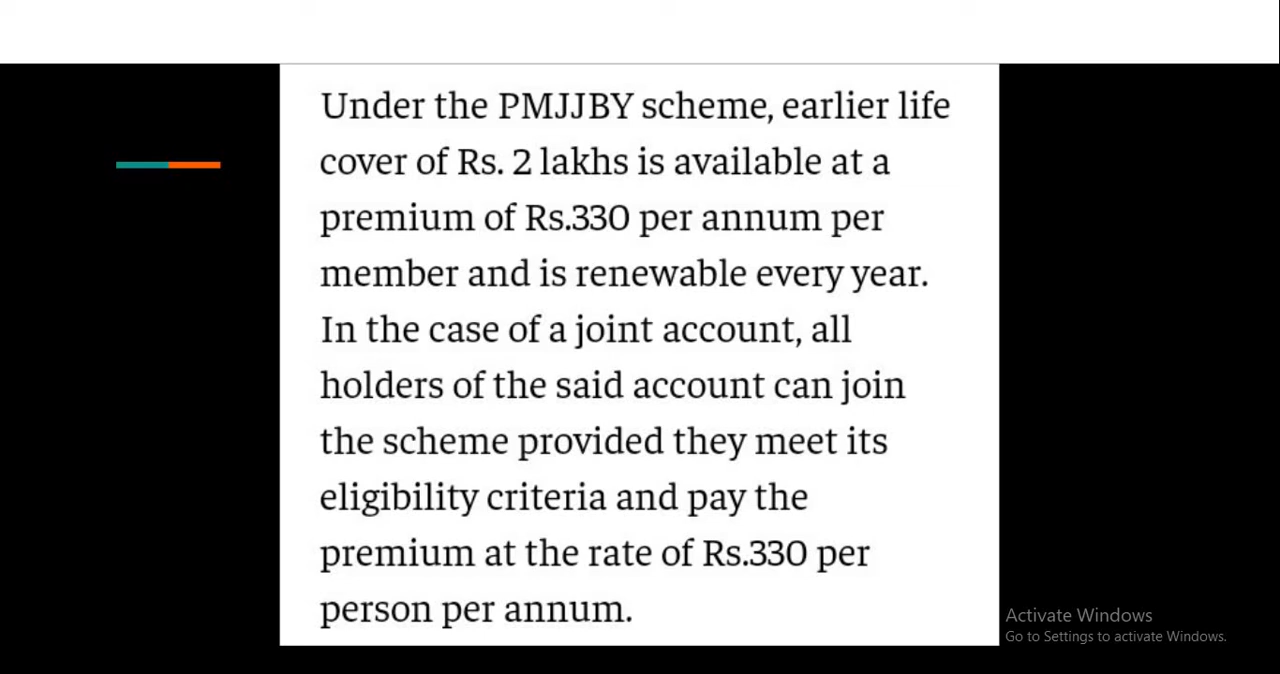 Under the PMJJBY scheme, earlier life
cover of Rs. 2 lakhs is available at a
premium of Rs.330 per annum per
member and is renewable every year.
In the case of a joint account, all
holders of the said account can join
the scheme provided they meet its
eligibility criteria and pay the
premium at the rate of Rs.330 per
person per annum.
Activate Windows
Go to Settings to activate Windows.